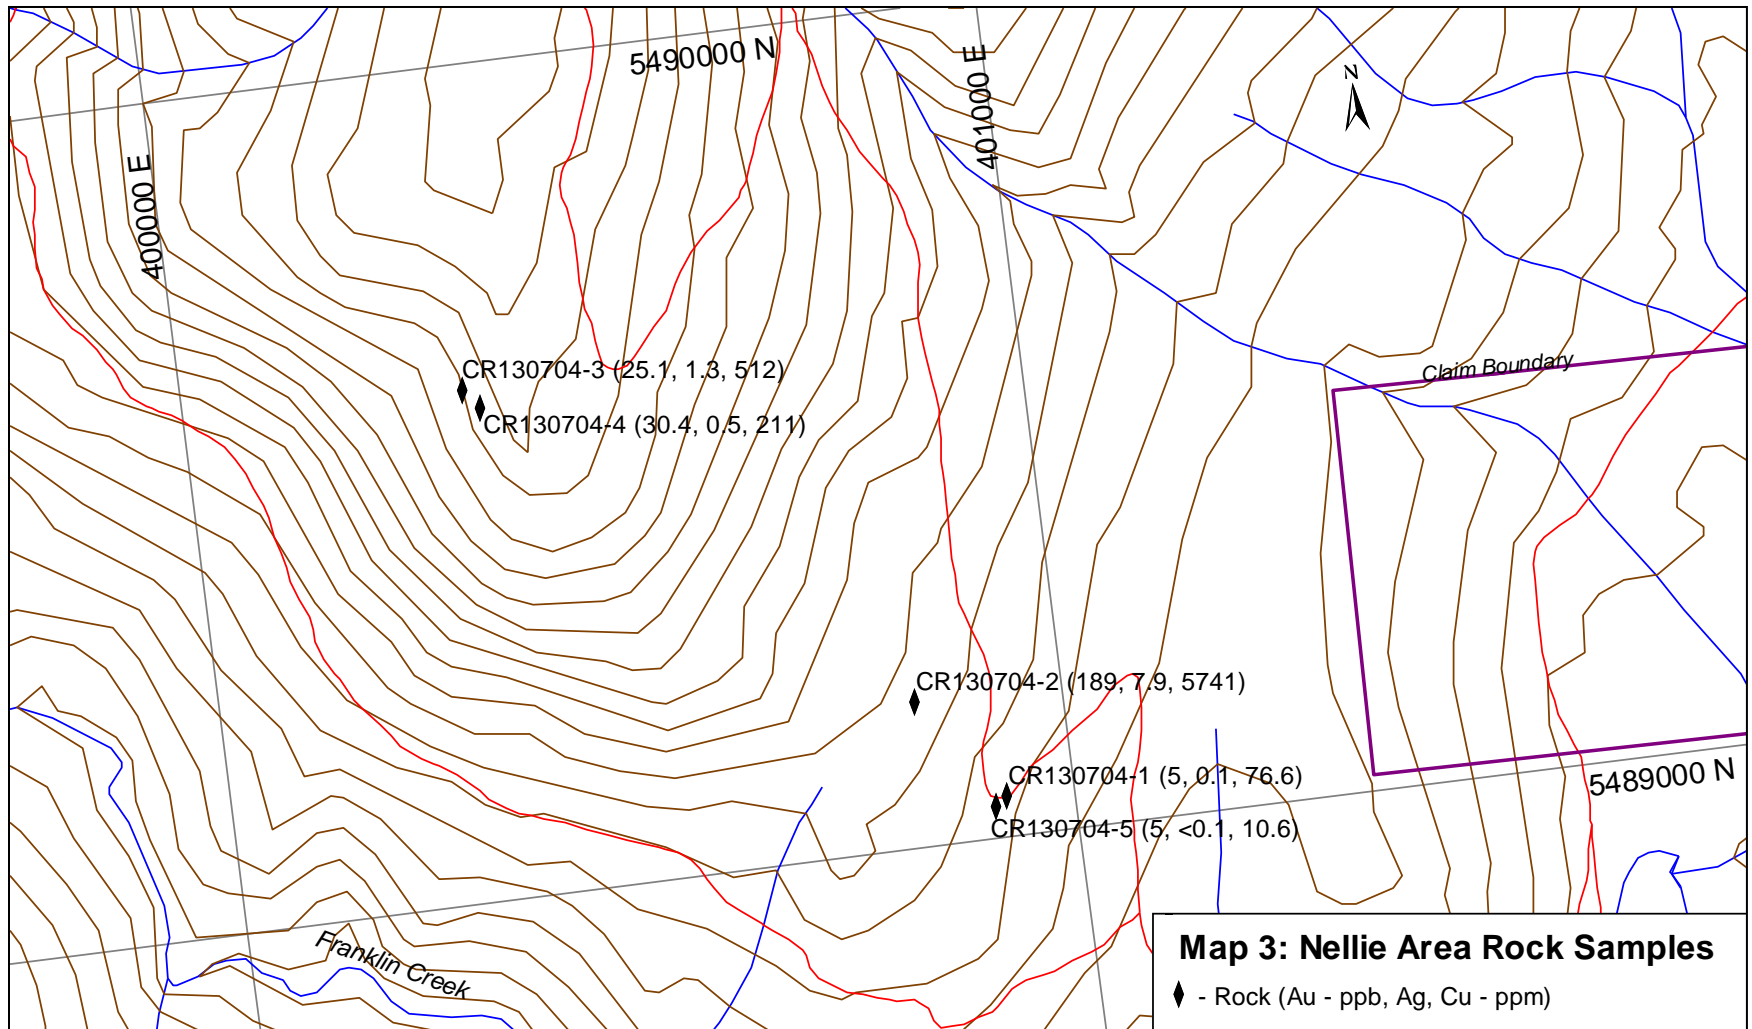 5490000 N
401000 E
N
400000 E
CR130704-3 (25.1, 1.3, 512)
Claim Boundary
CR130704-4 (30.4, 0.5, 211)
CR130704-2 (189, 7.9, 5741)
CR130704-1 (5, 0.1, 76.6)
5489000 N
CR130704-5 (5, <0.1, 10.6)
Franklin Creek
Map 3: Nellie Area Rock Samples
- Rock (Au - ppb, Ag, Cu - ppm)